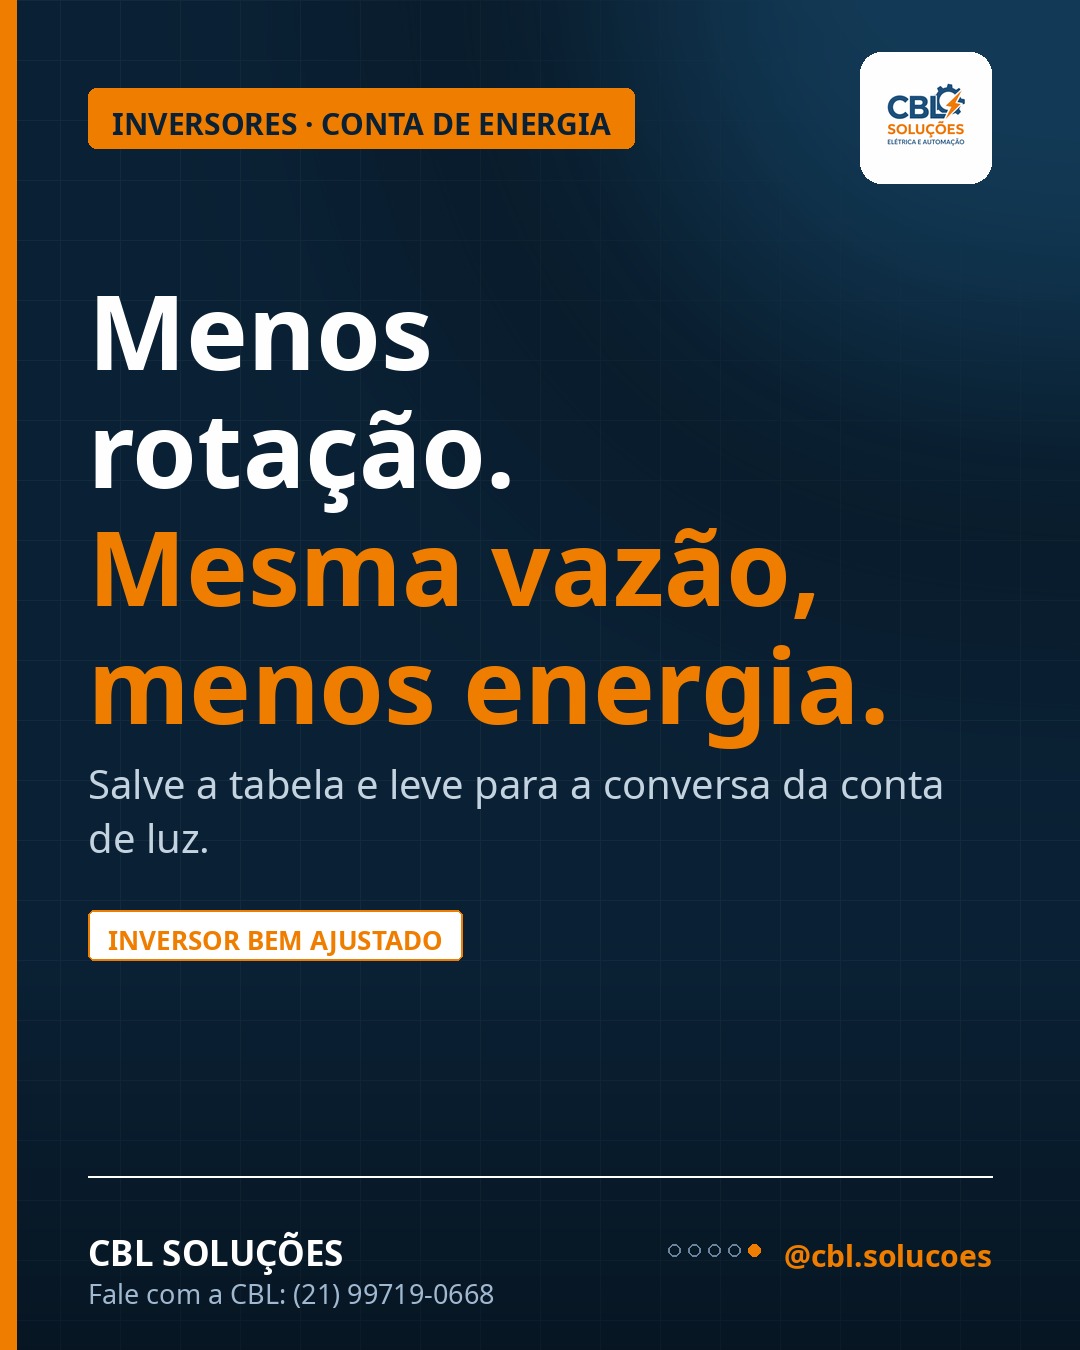 INVERSORES · CONTA DE ENERGIA
CBL
SOLUÇÕES
ELÉTRICA E AUTOMAÇÃO
Menos
rotação.
Mesma vazão,
menos energia.
Salve a tabela e leve para a conversa da conta
de luz.
INVERSOR BEM AJUSTADO
CBL SOLUÇÕES
@cbl.solucoes
Fale com a CBL: (21) 99719-0668